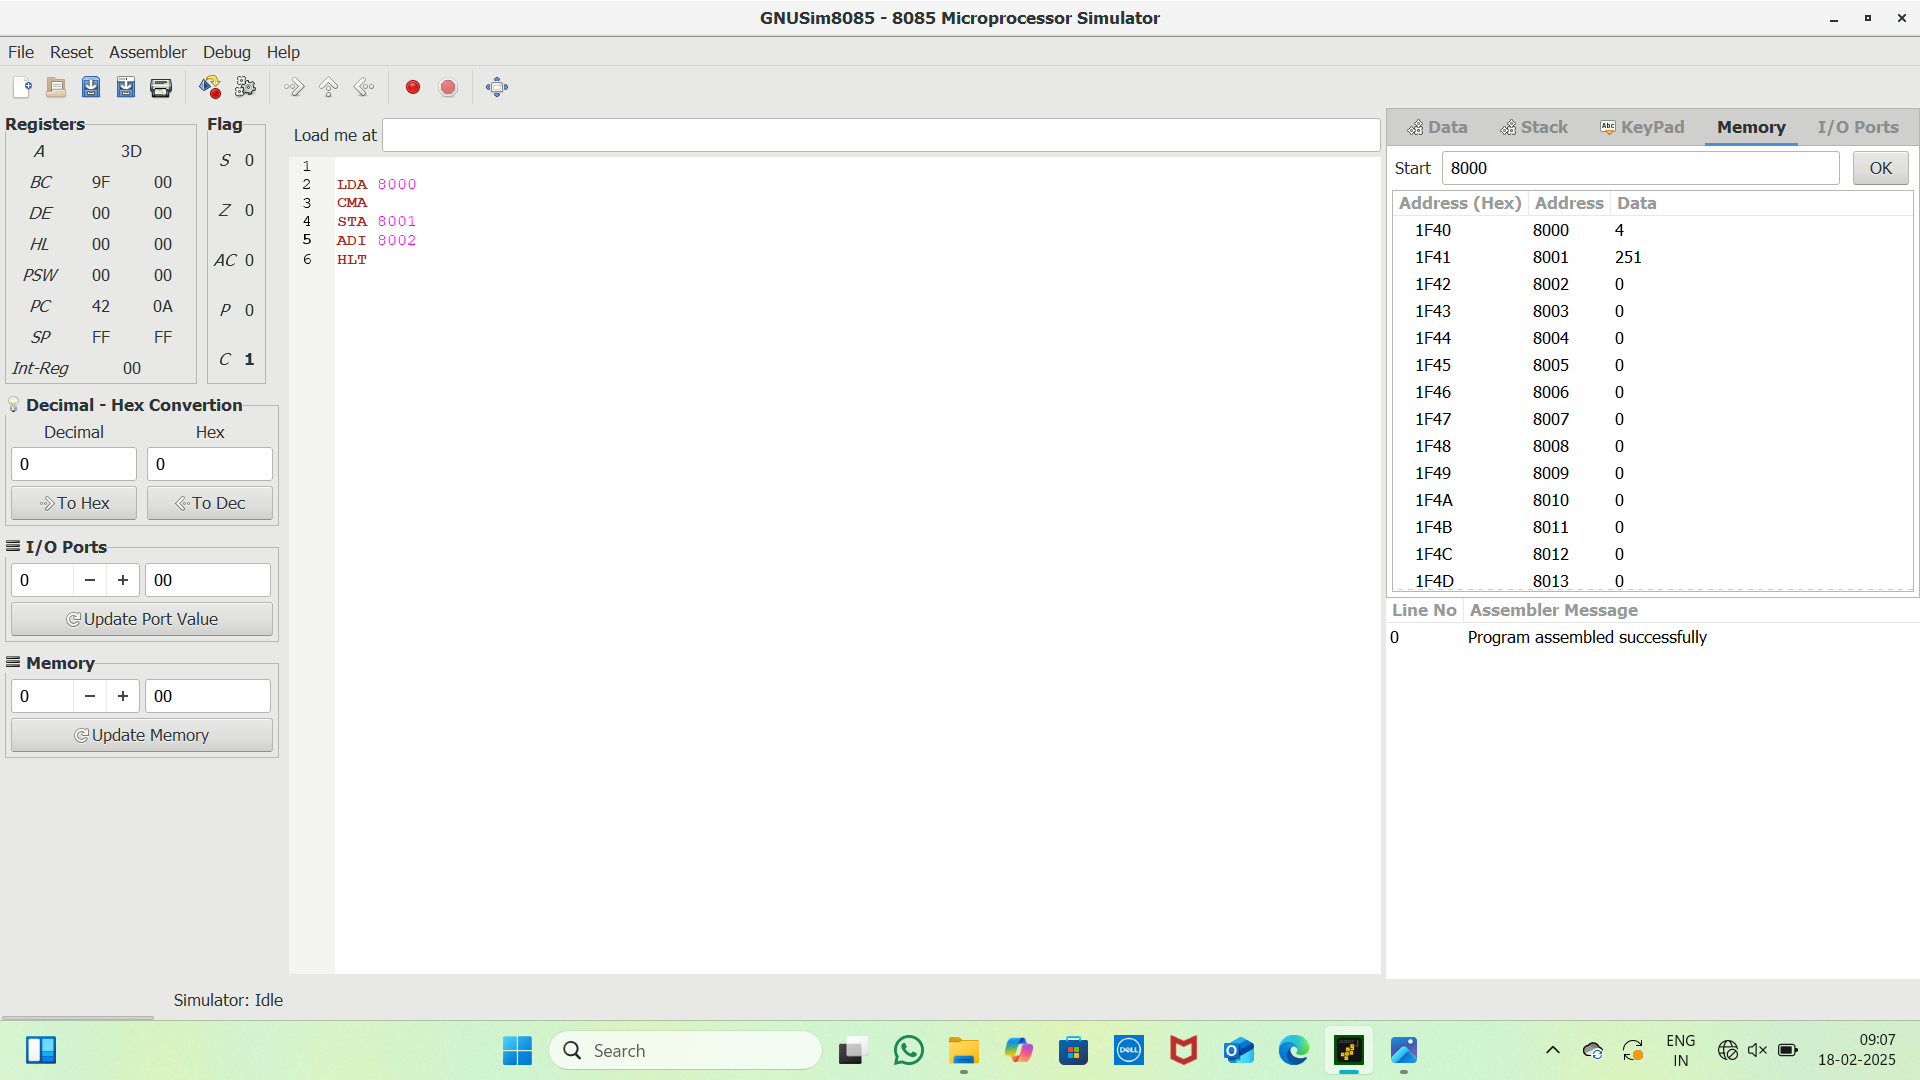 GNUSim8085 - 8085 Microprocessor Simulator
File Reset Assembler Debug Help
Registers
A 3D
BC 9F 00
DE 00 00
HL 00 00
PSW 00 00
PC 42 0A
SP FF FF
Int-Reg 00
Flag
S 0
Z 0
AC 0
P 0
C 1
Decimal - Hex Convertion
Decimal Hex
0 0
To Hex To Dec
I/O Ports
0 − + 00
Update Port Value
Memory
0 − + 00
Update Memory
Load me at
1
2 LDA 8000
3 CMA
4 STA 8001
5 ADI 8002
6 HLT
Data Stack Abc KeyPad Memory I/O Ports
Start 8000 OK
Address (Hex) Address Data
1F40 8000 4
1F41 8001 251
1F42 8002 0
1F43 8003 0
1F44 8004 0
1F45 8005 0
1F46 8006 0
1F47 8007 0
1F48 8008 0
1F49 8009 0
1F4A 8010 0
1F4B 8011 0
1F4C 8012 0
1F4D 8013 0
Line No Assembler Message
0 Program assembled successfully
Simulator: Idle
Search
DELL
ENG
IN
09:07
18-02-2025